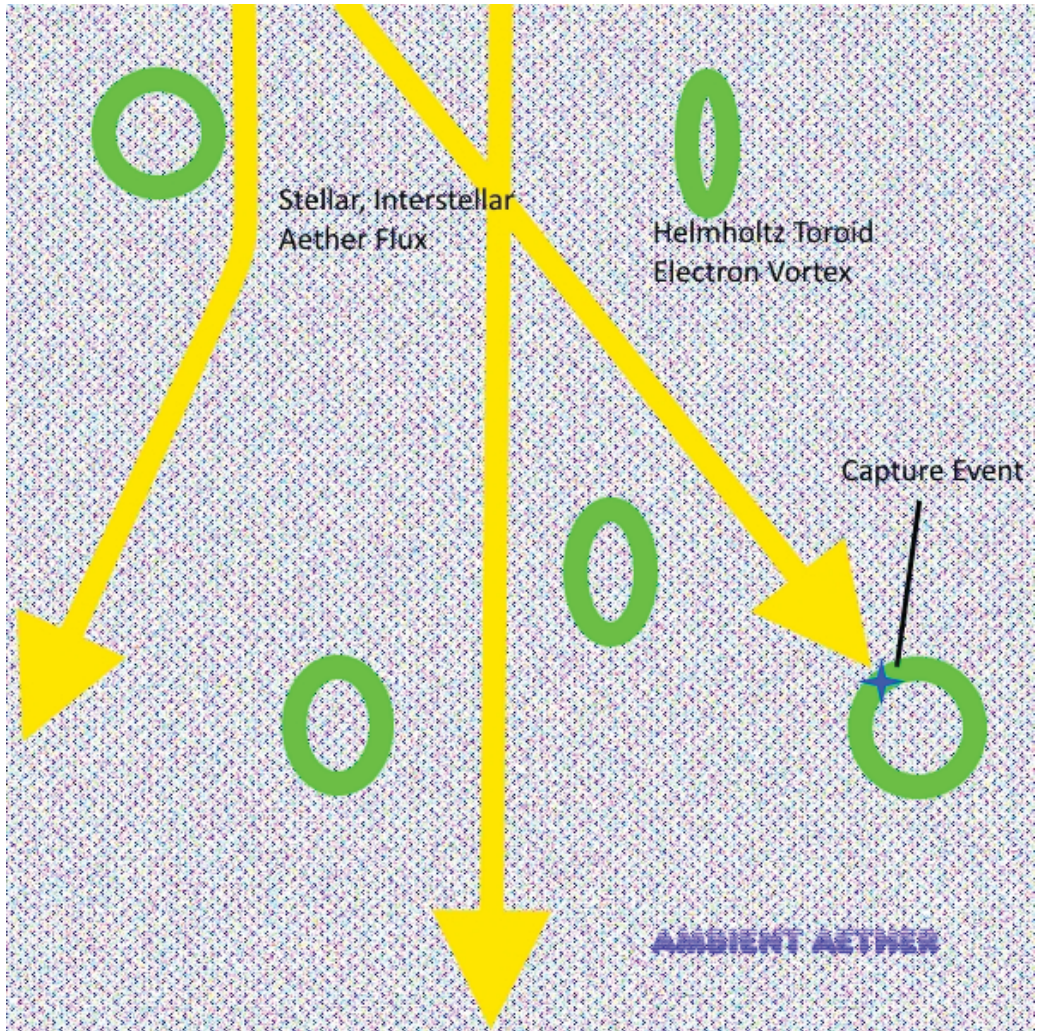 Stellar, Interstellar
Aether Flux
Helmholtz Toroid
Electron Vortex
Capture Event
AMBIENT AETHER